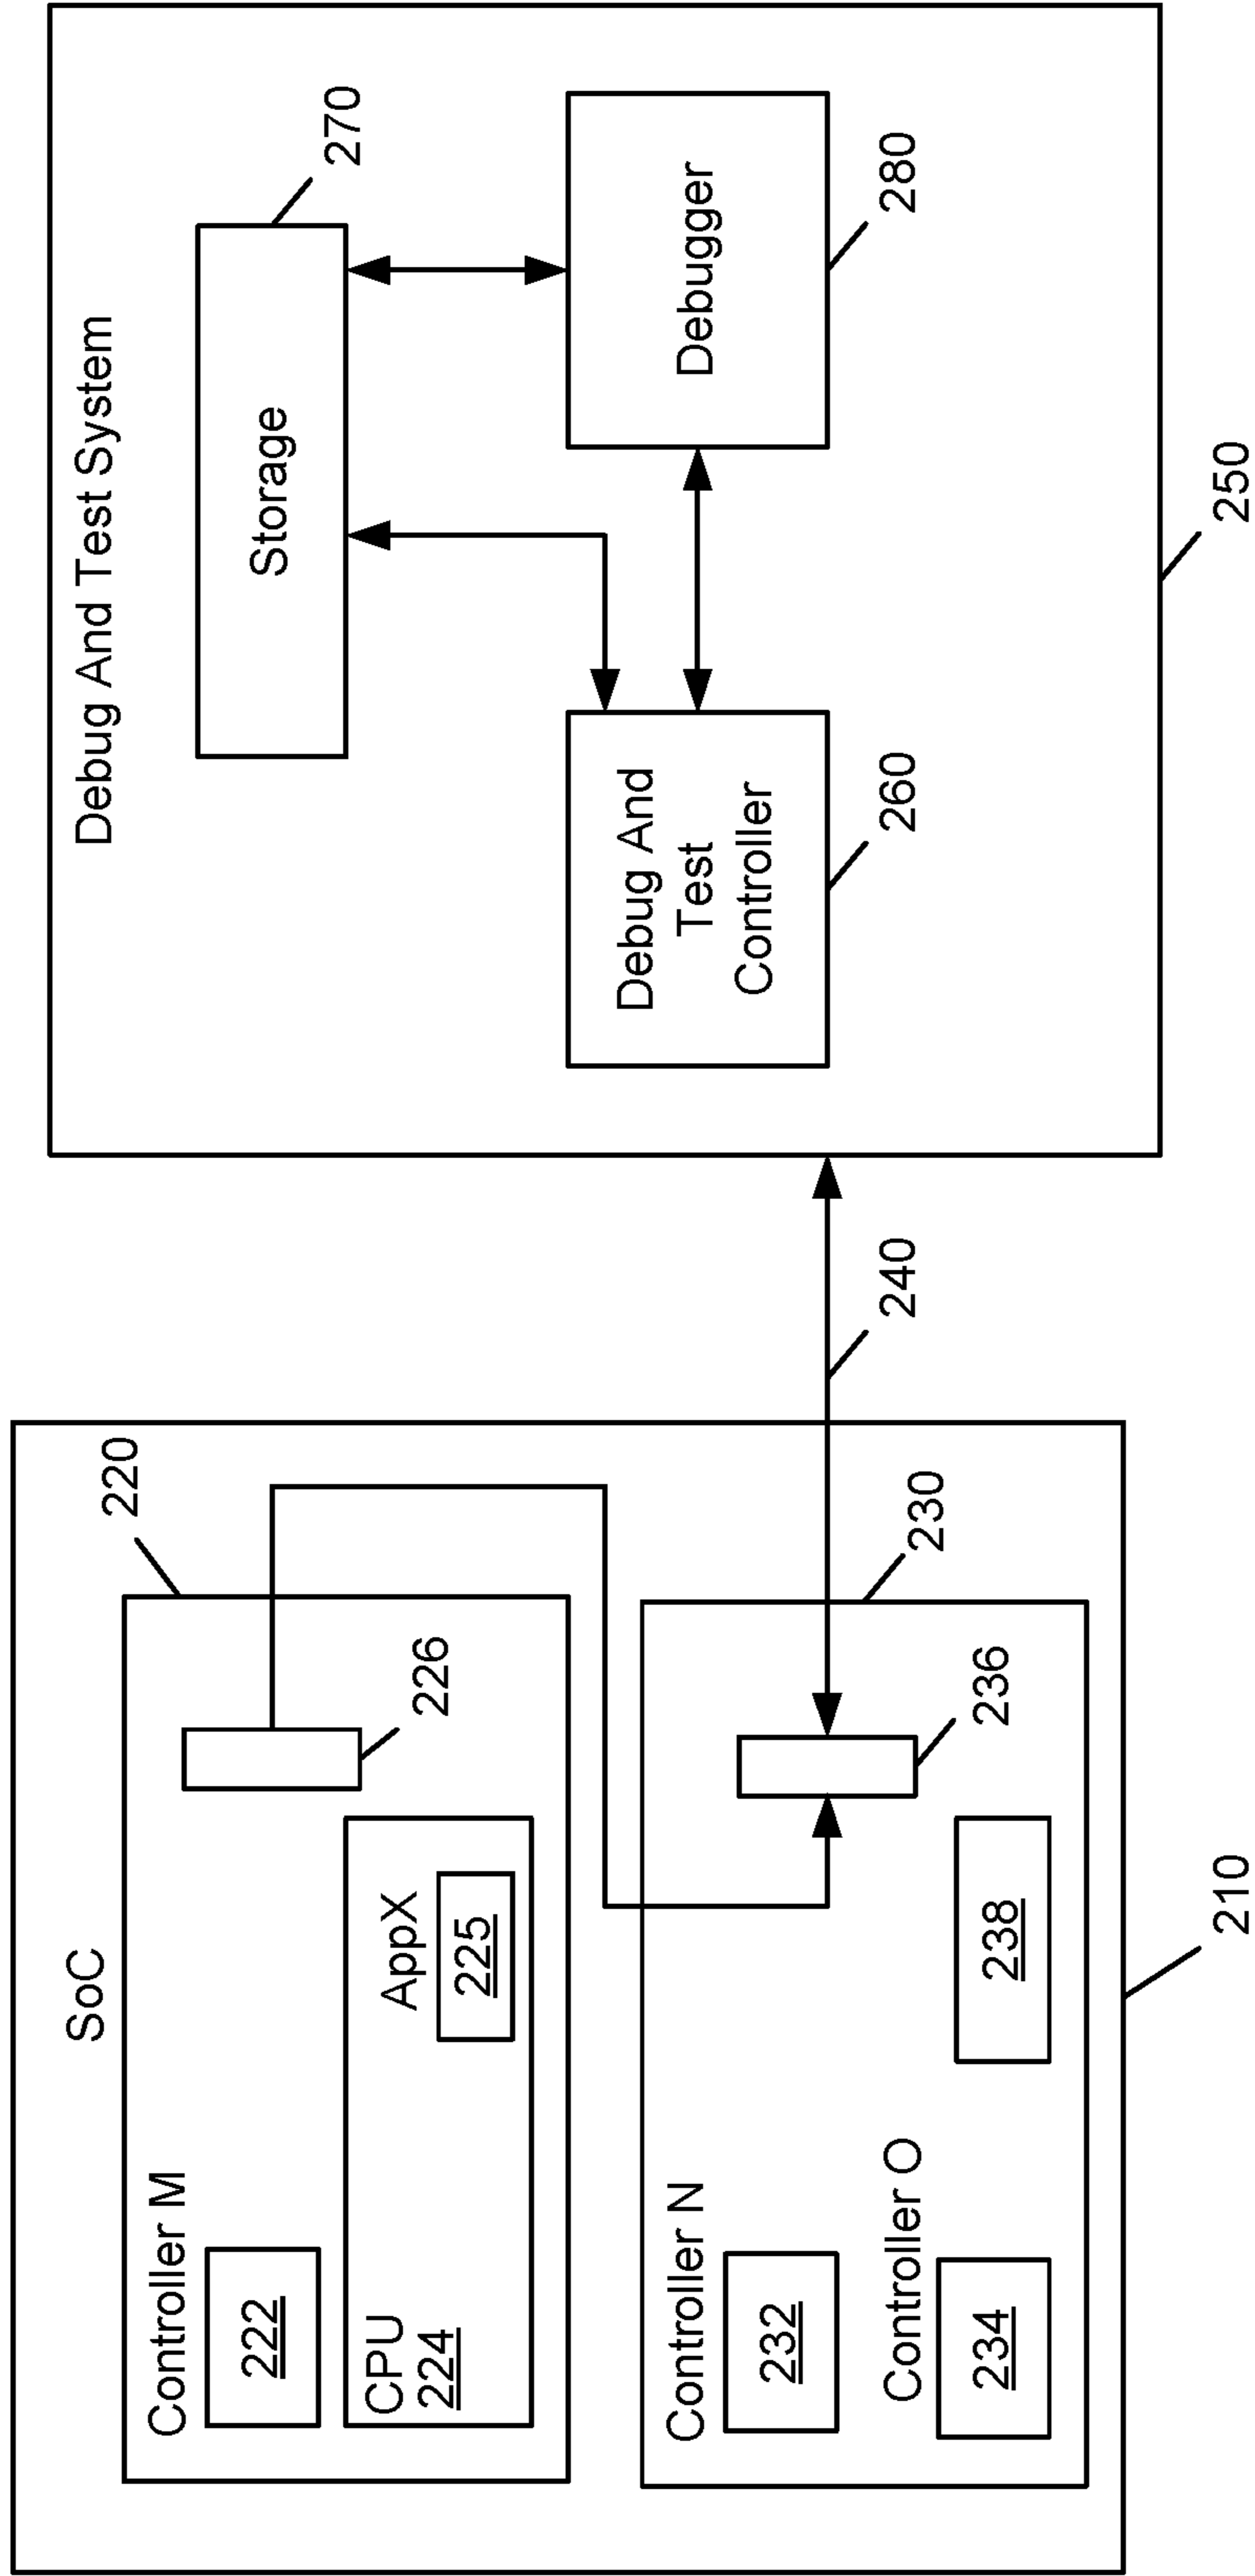 SoC
Controller M
222
CPU
224
AppX
225
226
220
Controller N
232
Controller O
234
238
236
230
210
240
Debug And Test System
Storage
270
Debug And
Test
Controller
260
Debugger
280
250